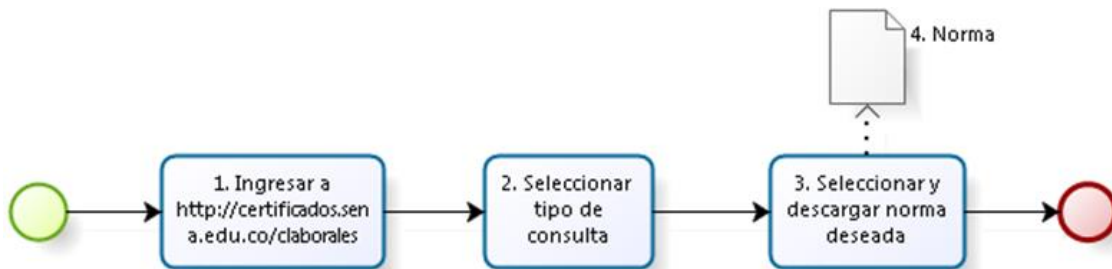 4. Norma
1. Ingresar a
http://certificados.sen
a.edu.co/claborales
2. Seleccionar
tipo de
consulta
3. Seleccionar y
descargar norma
deseada